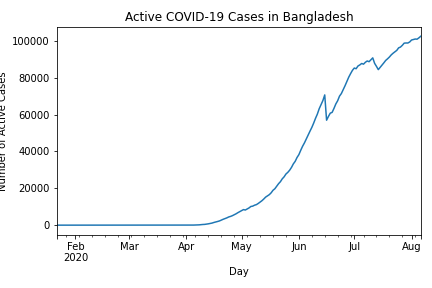 Active COVID-19 Cases in Bangladesh
Number of Active Cases
100000
80000
60000
40000
20000
0
Feb Mar Apr May Jun Jul Aug
2020
Day